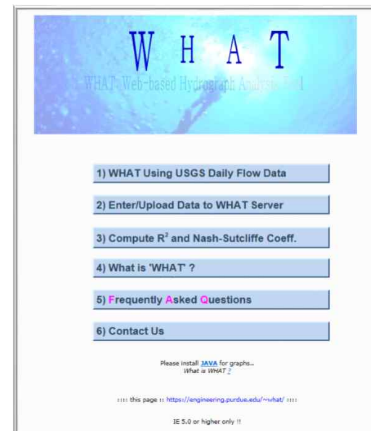 W H A T
WHAT: Web-based Hydrograph Analysis Tool
1) WHAT Using USGS Daily Flow Data
2) Enter/Upload Data to WHAT Server
3) Compute R² and Nash-Sutcliffe Coeff.
4) What is 'WHAT' ?
5) Frequently Asked Questions
6) Contact Us
Please install JAVA for graphs..
What is WHAT ?
:::: this page :: https://engineering.purdue.edu/~what/ ::::
IE 5.0 or higher only !!